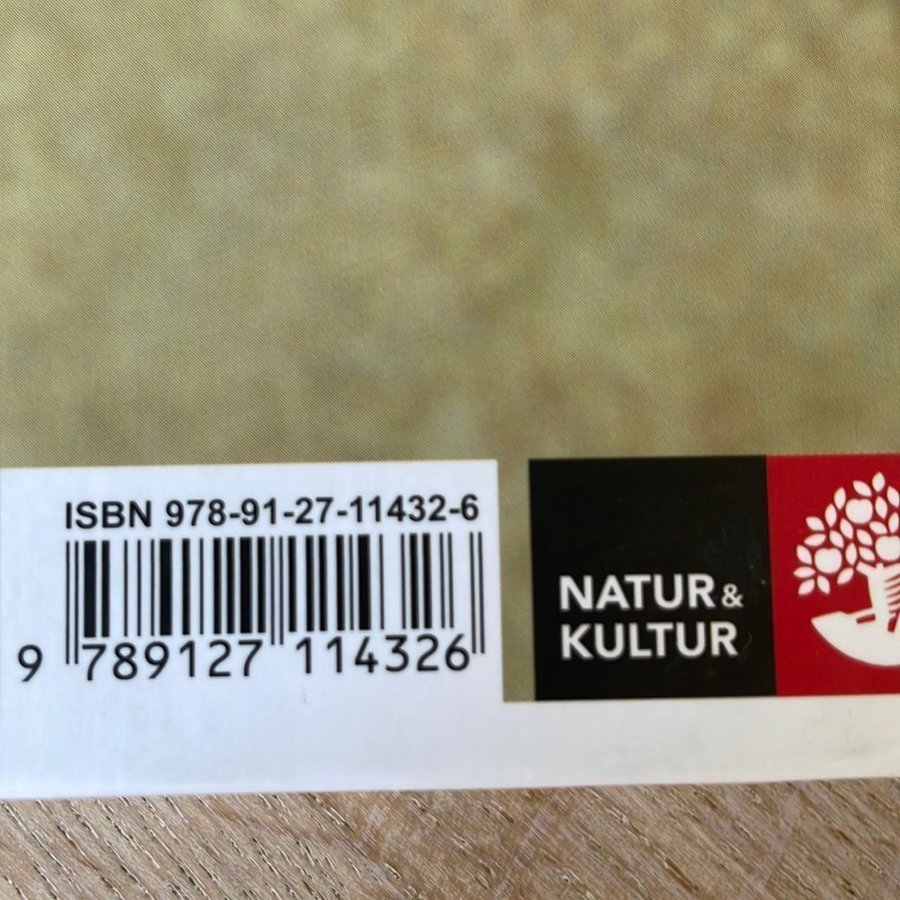 ISBN 978-91-27-11432-6
9 789127 114326
NATUR &
KULTUR